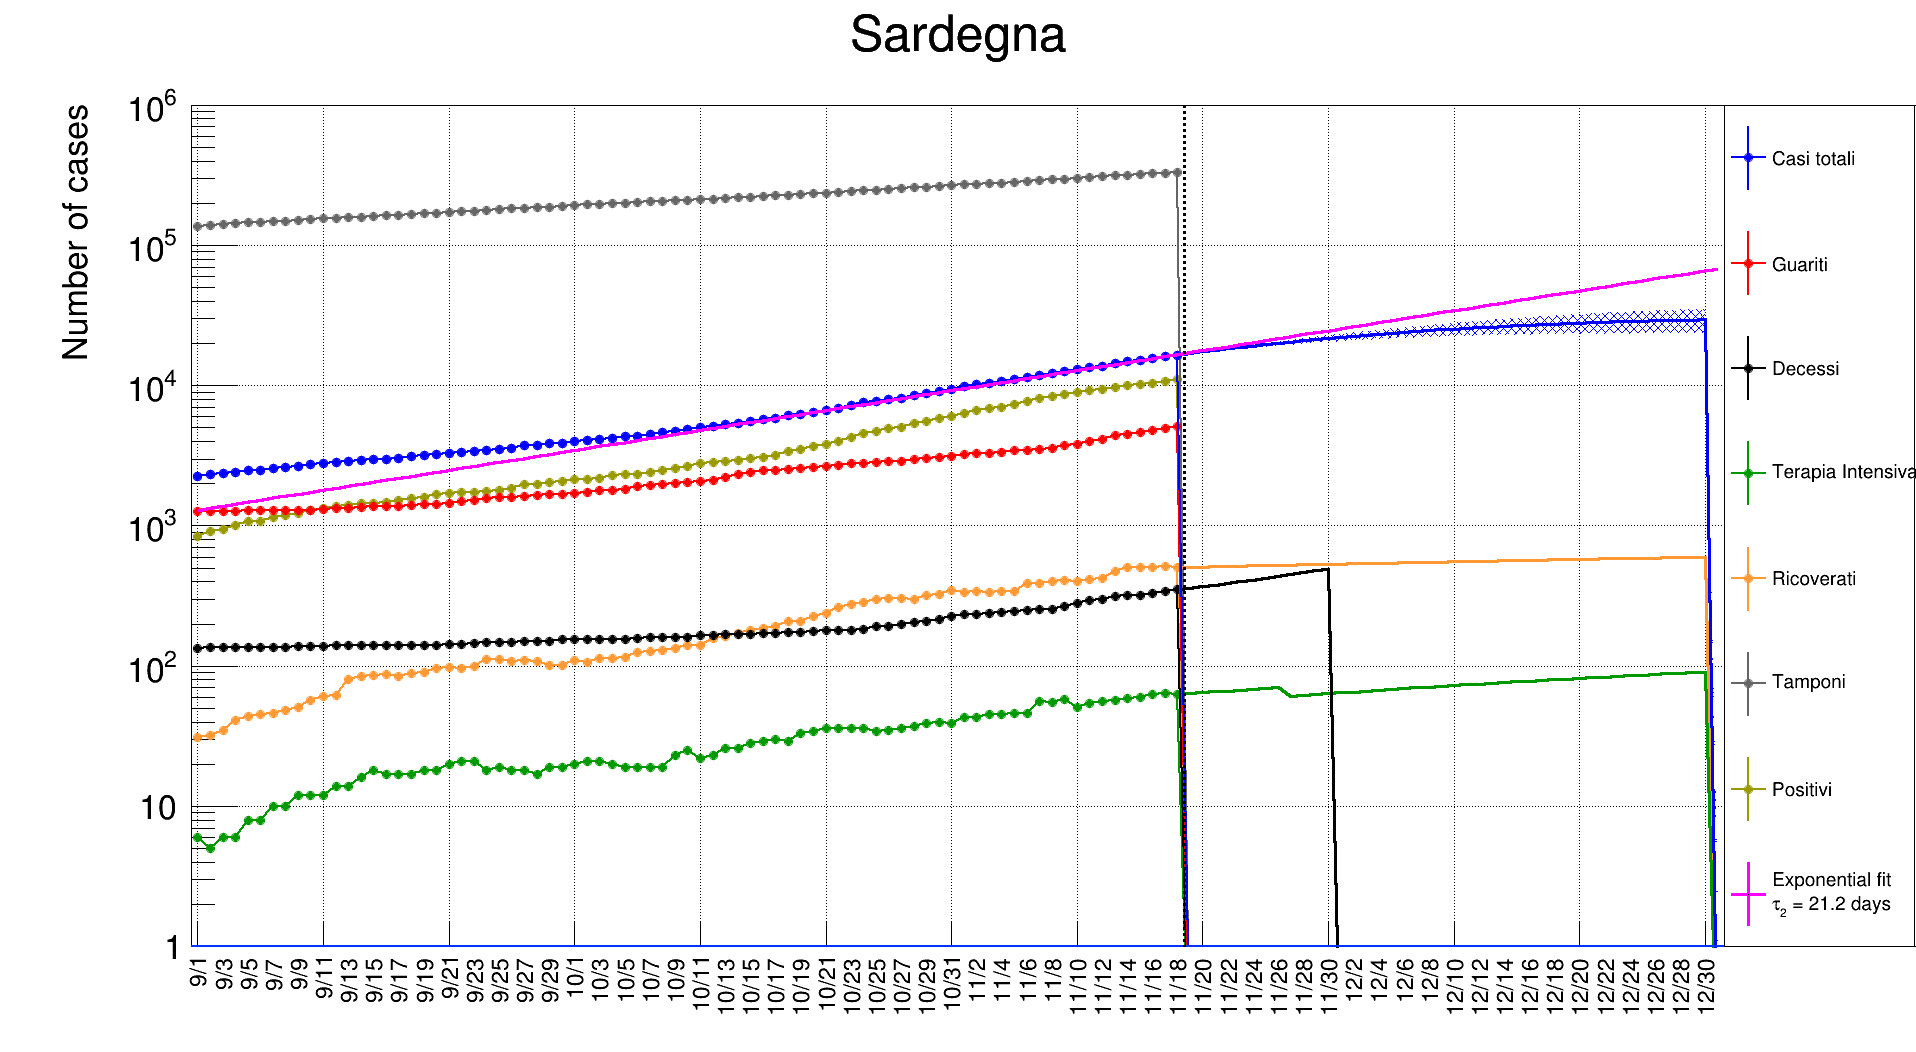 Sardegna
Number of cases
10^6
10^5
10^4
10^3
10^2
10
1
9/1 9/3 9/5 9/7 9/9 9/11 9/13 9/15 9/17 9/19 9/21 9/23 9/25 9/27 9/29 10/1 10/3 10/5 10/7 10/9 10/11 10/13 10/15 10/17 10/19 10/21 10/23 10/25 10/27 10/29 10/31 11/2 11/4 11/6 11/8 11/10 11/12 11/14 11/16 11/18 11/20 11/22 11/24 11/26 11/28 11/30 12/2 12/4 12/6 12/8 12/10 12/12 12/14 12/16 12/18 12/20 12/22 12/24 12/26 12/28 12/30
Casi totali
Guariti
Decessi
Terapia Intensiva
Ricoverati
Tamponi
Positivi
Exponential fit
τ_2 = 21.2 days